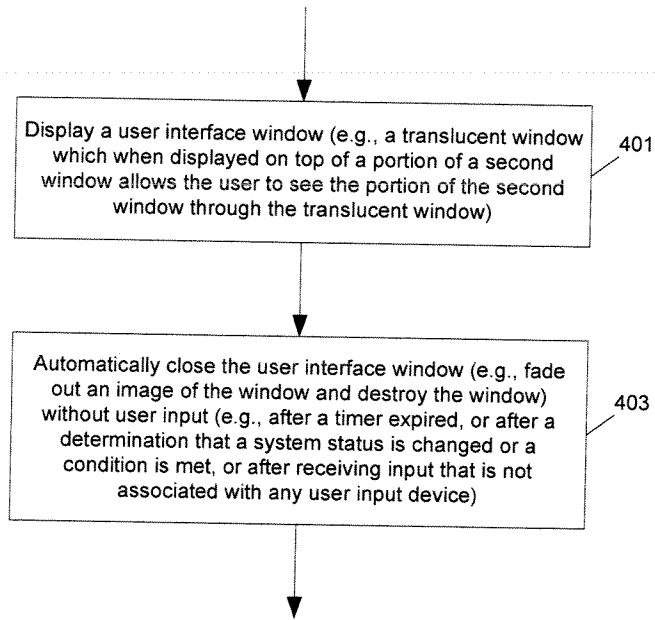 Display a user interface window (e.g., a translucent window
which when displayed on top of a portion of a second
window allows the user to see the portion of the second
window through the translucent window)
401
Automatically close the user interface window (e.g., fade
out an image of the window and destroy the window)
without user input (e.g., after a timer expired, or after a
determination that a system status is changed or a
condition is met, or after receiving input that is not
associated with any user input device)
403